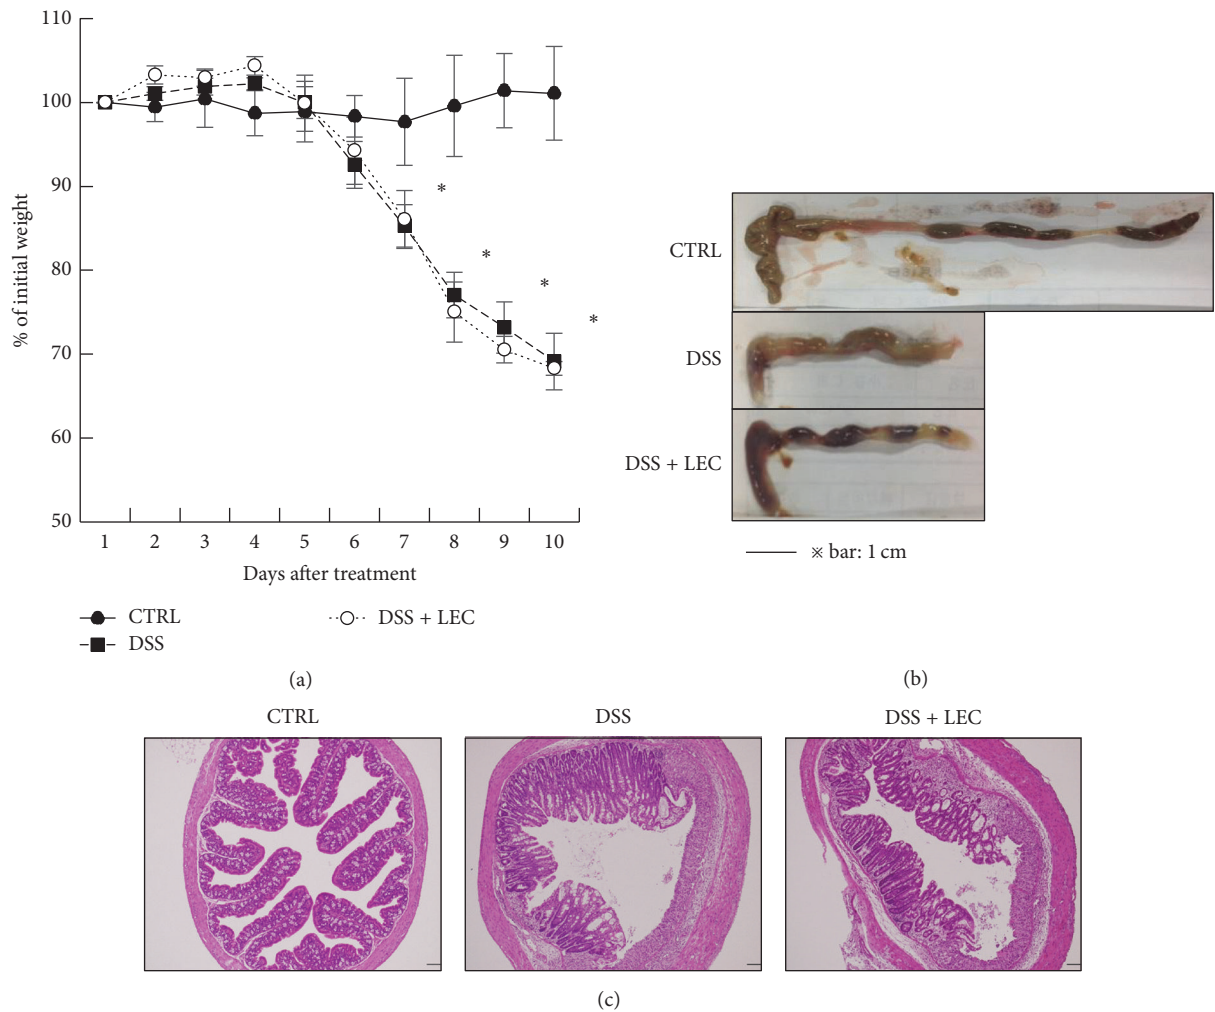 110
100
90
80
70
60
50
% of initial weight
*
*
*
*
1 2 3 4 5 6 7 8 9 10
Days after treatment
CTRL
DSS
DSS + LEC
(a)
CTRL
DSS
DSS + LEC
※ bar: 1 cm
(b)
CTRL DSS DSS + LEC
(c)